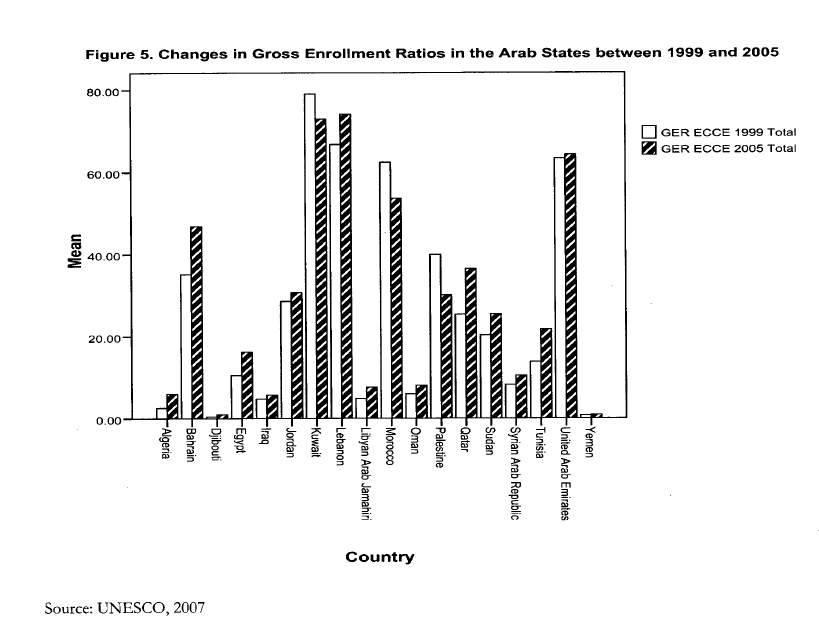 Figure 5. Changes in Gross Enrollment Ratios in the Arab States between 1999 and 2005
80.00
60.00
40.00
20.00
0.00
Mean
GER ECCE 1999 Total
GER ECCE 2005 Total
Algeria
Bahrain
Djibouti
Egypt
Iraq
Jordan
Kuwait
Lebanon
Libyan Arab Jamahiri
Morocco
Oman
Palestine
Qatar
Sudan
Syrian Arab Republic
Tunisia
United Arab Emirates
Yemen
Country
Source: UNESCO, 2007